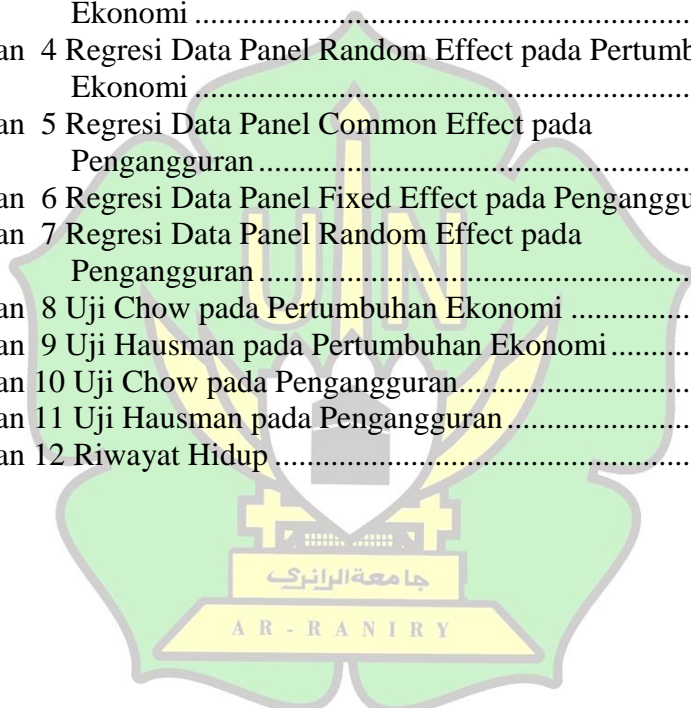 Ekonomi ................................................................
an 4 Regresi Data Panel Random Effect pada Pertumb
Ekonomi ................................................................
an 5 Regresi Data Panel Common Effect pada
Pengangguran ........................................................
an 6 Regresi Data Panel Fixed Effect pada Penganggu
an 7 Regresi Data Panel Random Effect pada
Pengangguran ........................................................
an 8 Uji Chow pada Pertumbuhan Ekonomi ................
an 9 Uji Hausman pada Pertumbuhan Ekonomi ...........
an 10 Uji Chow pada Pengangguran...............................
an 11 Uji Hausman pada Pengangguran ........................
an 12 Riwayat Hidup .......................................................
UIN
جامعةالرانري
AR-RANIRY